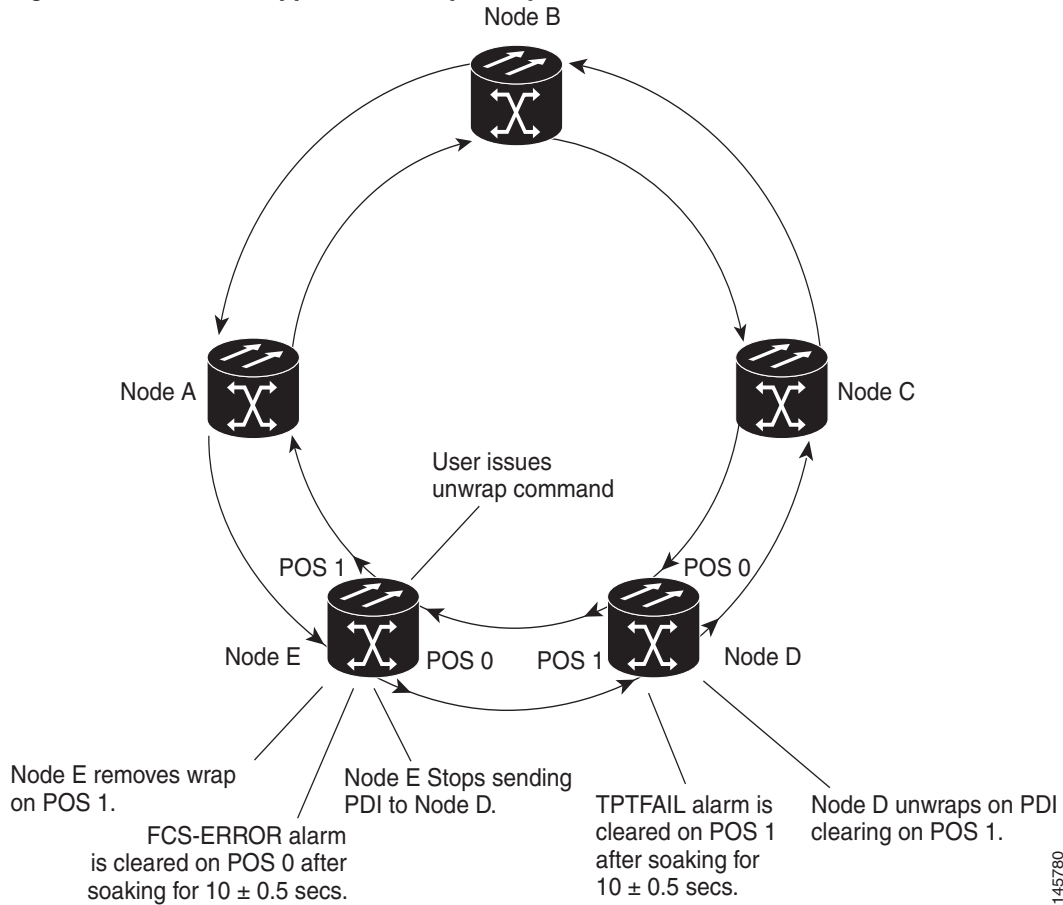 Node B
Node A
Node C
User issues
unwrap command
POS 1
POS 0
Node E
POS 0
POS 1
Node D
Node E removes wrap
on POS 1.
FCS-ERROR alarm
is cleared on POS 0 after
soaking for 10 ± 0.5 secs.
Node E Stops sending
PDI to Node D.
TPTFAIL alarm is
cleared on POS 1
after soaking for
10 ± 0.5 secs.
Node D unwraps on PDI
clearing on POS 1.
145780